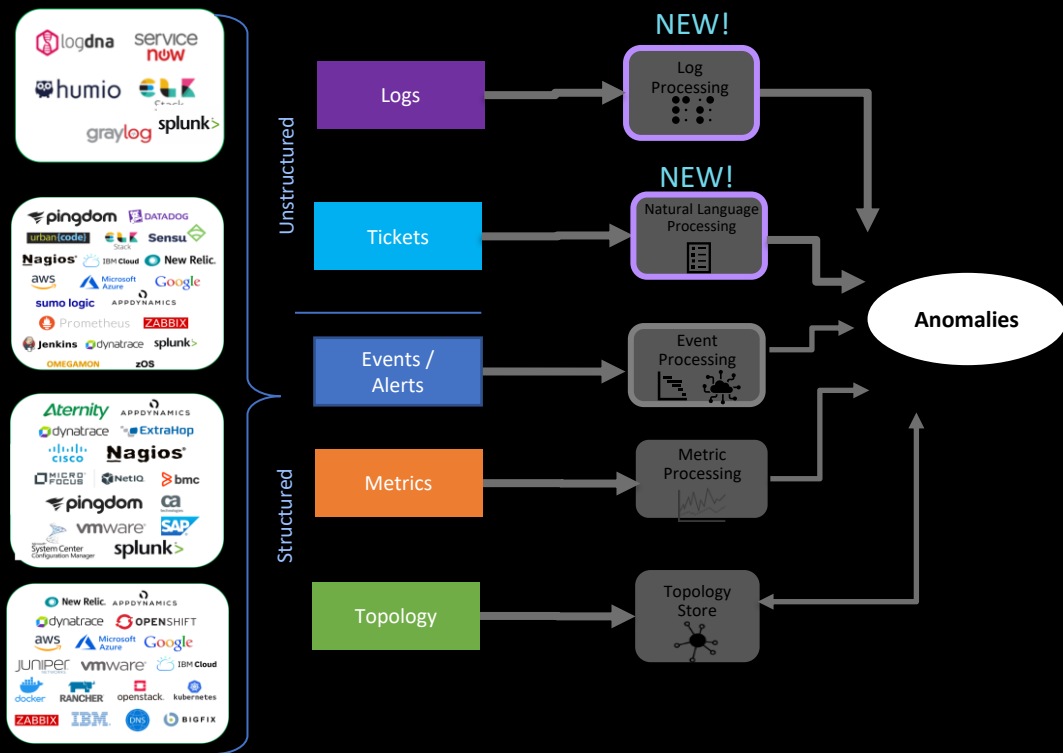 logdna
service
now
humio
ELK
Stack
graylog
splunk>
pingdom
DATADOG
urban{code}
ELK
Stack
Sensu
Nagios®
IBM Cloud
New Relic.
aws
Microsoft
Azure
Google
sumo logic
APPDYNAMICS
Prometheus
ZABBIX
Jenkins
dynatrace
splunk>
OMEGAMON
zOS
Aternity
APPDYNAMICS
dynatrace
ExtraHop
CISCO
Nagios®
MICRO
FOCUS
NetIQ.
bmc
pingdom
ca
technologies
vmware®
SAP
System Center
Configuration Manager
splunk>
New Relic.
APPDYNAMICS
dynatrace
OPENSHIFT
aws
Microsoft
Azure
Google
JUNIPER
NETWORKS
vmware®
IBM Cloud
docker
RANCHER
openstack.
kubernetes
ZABBIX
IBM
DNS
BIGFIX
Unstructured
Structured
Logs
NEW!
Log
Processing
Tickets
NEW!
Natural Language
Processing
Events /
Alerts
Event
Processing
Metrics
Metric
Processing
Topology
Topology
Store
Anomalies